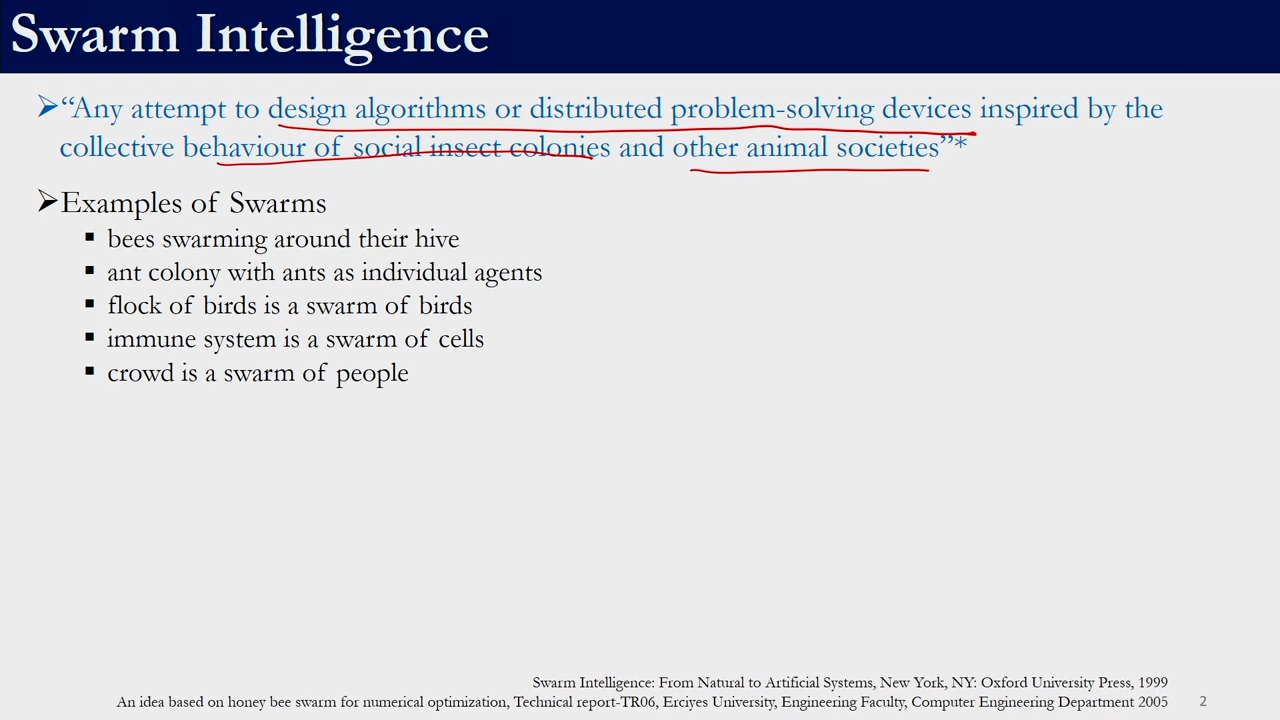 Swarm Intelligence
➢“Any attempt to design algorithms or distributed problem-solving devices inspired by the
collective behaviour of social insect colonies and other animal societies”*
➢Examples of Swarms
▪ bees swarming around their hive
▪ ant colony with ants as individual agents
▪ flock of birds is a swarm of birds
▪ immune system is a swarm of cells
▪ crowd is a swarm of people
Swarm Intelligence: From Natural to Artificial Systems, New York, NY: Oxford University Press, 1999
An idea based on honey bee swarm for numerical optimization, Technical report-TR06, Erciyes University, Engineering Faculty, Computer Engineering Department 2005
2